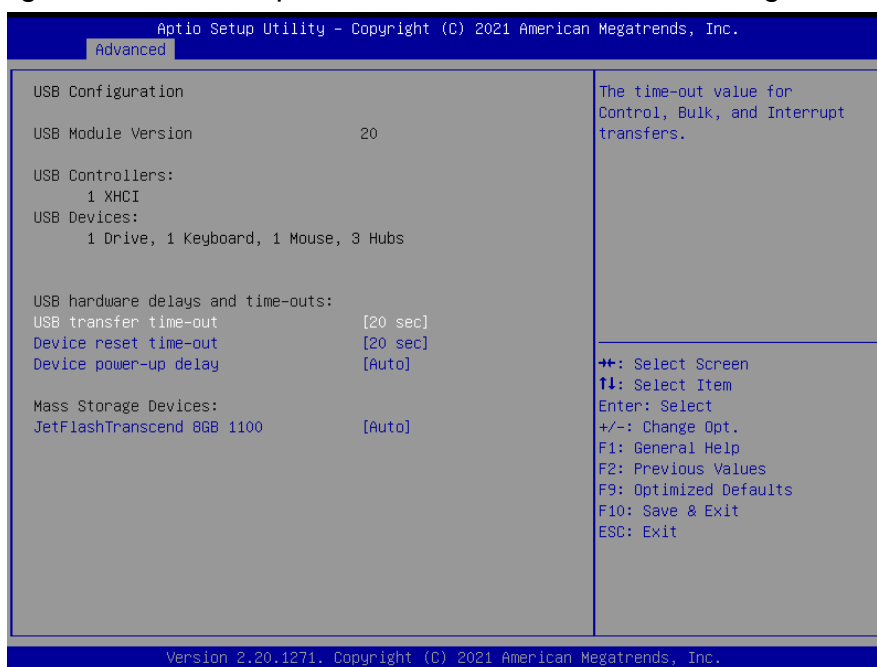 Aptio Setup Utility – Copyright (C) 2021 American Megatrends, Inc.
Advanced
USB Configuration
USB Module Version 20
USB Controllers:
1 XHCI
USB Devices:
1 Drive, 1 Keyboard, 1 Mouse, 3 Hubs
USB hardware delays and time-outs:
USB transfer time-out [20 sec]
Device reset time-out [20 sec]
Device power-up delay [Auto]
Mass Storage Devices:
JetFlashTranscend 8GB 1100 [Auto]
The time-out value for
Control, Bulk, and Interrupt
transfers.
→←: Select Screen
↑↓: Select Item
Enter: Select
+/-: Change Opt.
F1: General Help
F2: Previous Values
F9: Optimized Defaults
F10: Save & Exit
ESC: Exit
Version 2.20.1271. Copyright (C) 2021 American Megatrends, Inc.